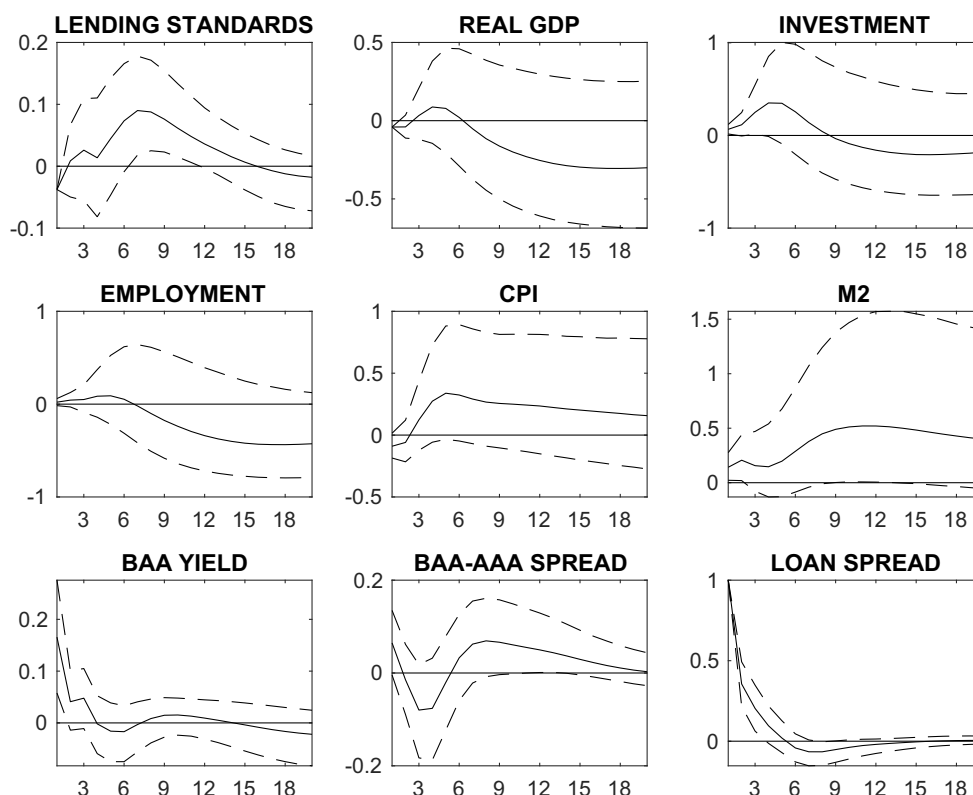 LENDING STANDARDS REAL GDP INVESTMENT
0.2 0.5 1
0.1 0.5
0 0 0
-0.5 -0.5
-0.1 -1
3 6 9 12 15 18 3 6 9 12 15 18 3 6 9 12 15 18
EMPLOYMENT CPI M2
1 1 1.5
0.5 1
0 0.5
0 0
-1 -0.5
3 6 9 12 15 18 3 6 9 12 15 18 3 6 9 12 15 18
BAA YIELD BAA-AAA SPREAD LOAN SPREAD
0.2 0.2 1
0.1 0.5
0 0 0
-0.2
3 6 9 12 15 18 3 6 9 12 15 18 3 6 9 12 15 18